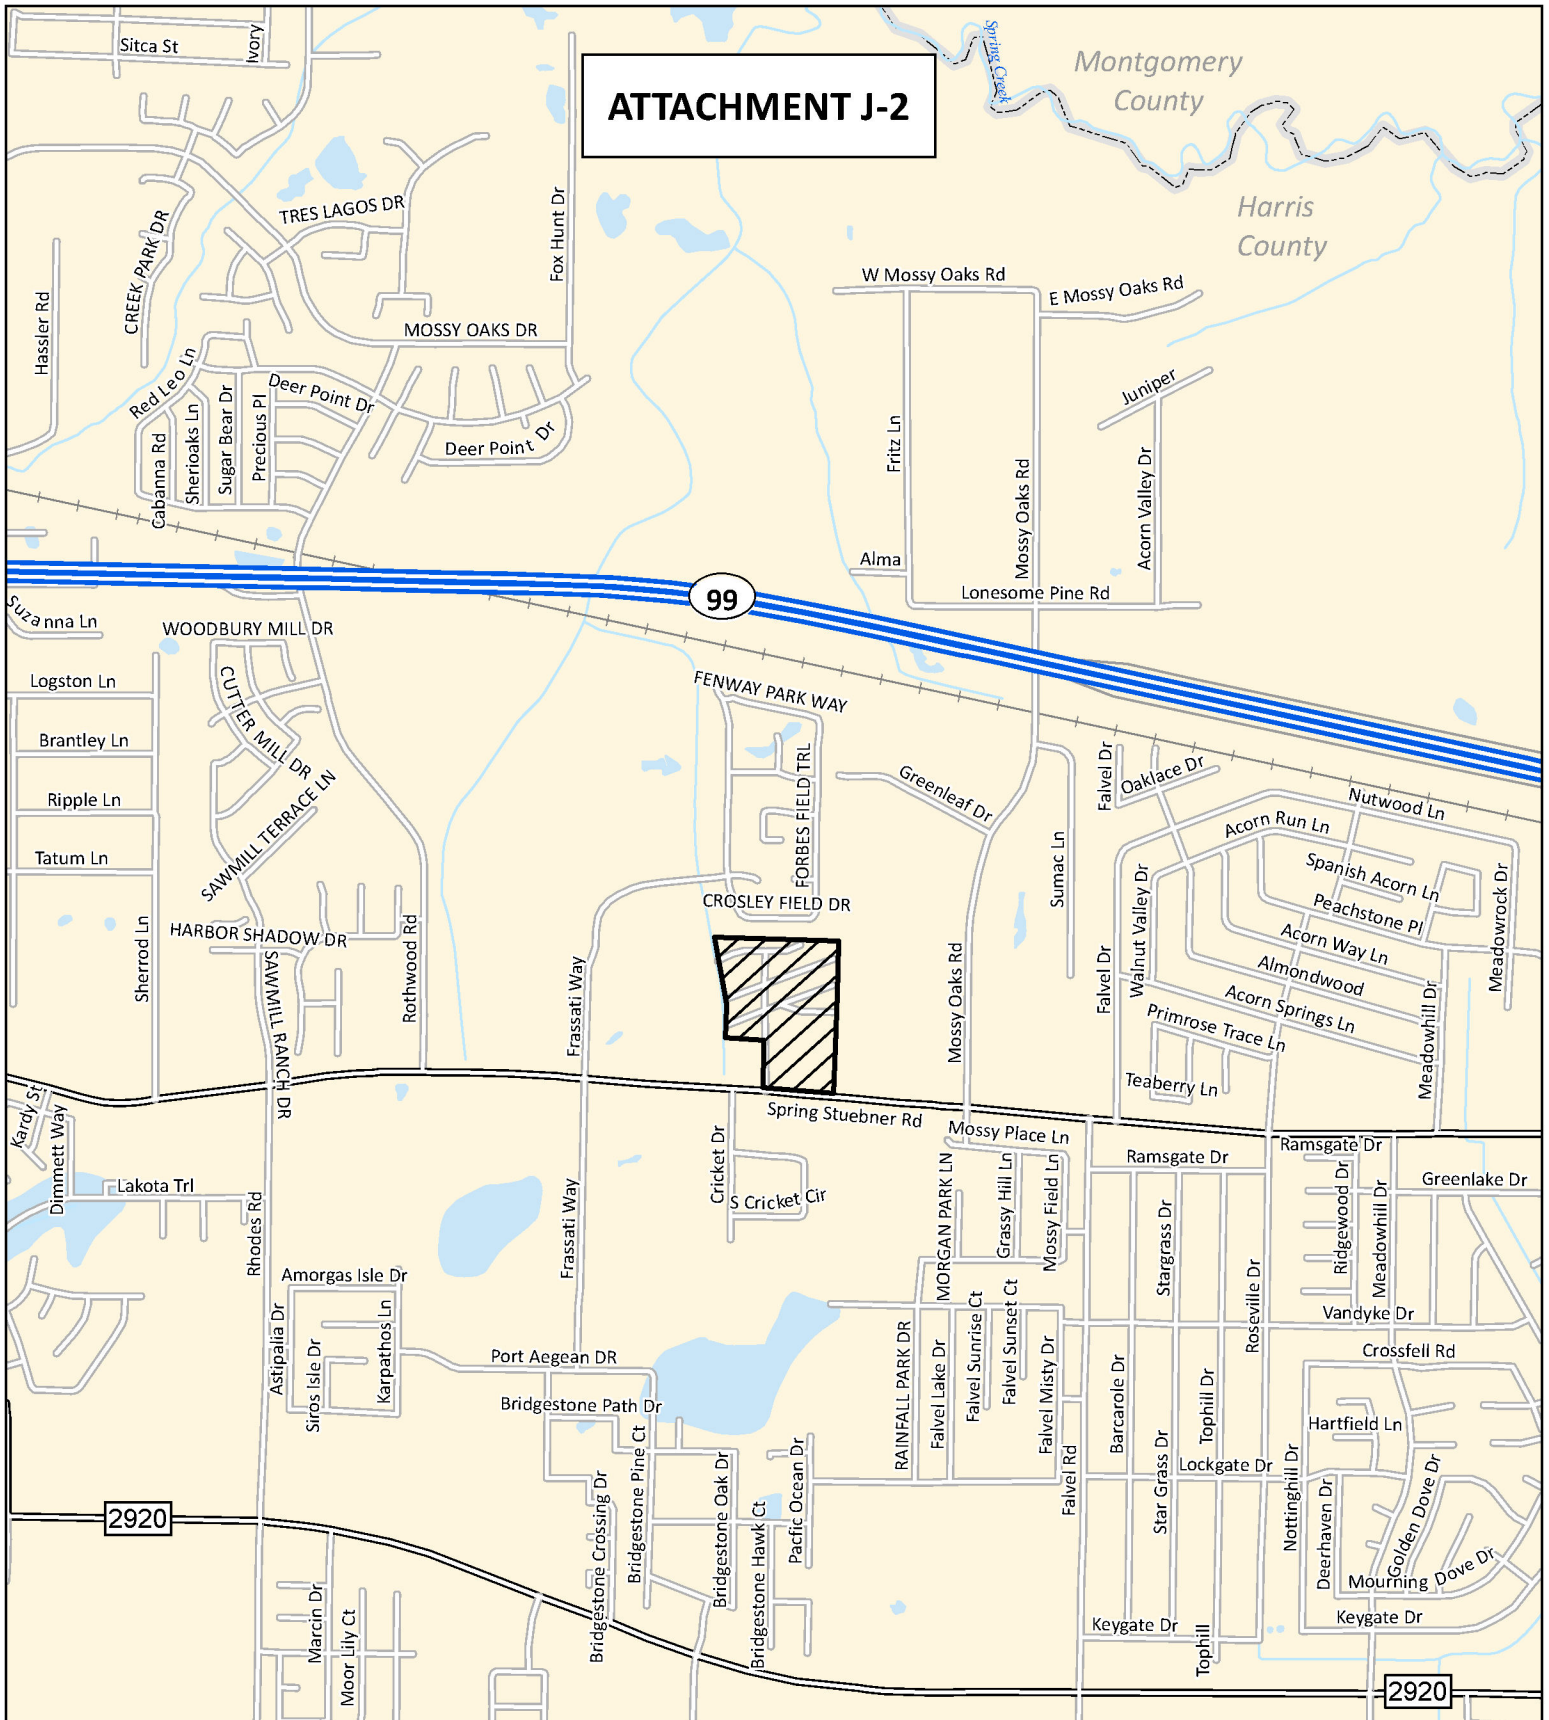 Sitca St
Ivory
ATTACHMENT J-2
Spring Creek
Montgomery
County
Harris
County
TRES LAGOS DR
CREEK PARK DR
Fox Hunt Dr
Hassler Rd
W Mossy Oaks Rd
E Mossy Oaks Rd
MOSSY OAKS DR
Red Leo Ln
Deer Point Dr
Juniper
Cabanna Rd
Sherioaks Ln
Sugar Bear Dr
Precious Pl
Deer Point Dr
Fritz Ln
Mossy Oaks Rd
Acorn Valley Dr
Alma
Lonesome Pine Rd
99
Suzanna Ln
WOODBURY MILL DR
Logston Ln
CUTTER MILL DR
FENWAY PARK WAY
Brantley Ln
FORBES FIELD TRL
Greenleaf Dr
Falvel Dr
Oaklace Dr
Ripple Ln
SAWMILL TERRACE LN
Nutwood Ln
Acorn Run Ln
Tatum Ln
Sumac Ln
Spanish Acorn Ln
Meadowrock Dr
CROSLEY FIELD DR
Walnut Valley Dr
Peachstone Pl
HARBOR SHADOW DR
Sherrod Ln
Rothwood Rd
Acorn Way Ln
Almondwood
SAWMILL RANCH DR
Frassati Way
Mossy Oaks Rd
Falvel Dr
Acorn Springs Ln
Primrose Trace Ln
Meadowhill Dr
Teaberry Ln
Kardy St
Dimmett Way
Spring Stuebner Rd
Mossy Place Ln
Cricket Dr
Ramsgate Dr
Ramsgate Dr
Lakota Trl
S Cricket Cir
Greenlake Dr
Rhodes Rd
Frassati Way
MORGAN PARK LN
Grassy Hill Ln
Mossy Field Ln
Stargrass Dr
Ridgewood Dr
Meadowhill Dr
Amorgas Isle Dr
Roseville Dr
Vandyke Dr
Astipalia Dr
Siros Isle Dr
Karpathos Ln
Port Aegean DR
RAINFALL PARK DR
Falvel Lake Dr
Falvel Sunrise Ct
Falvel Sunset Ct
Falvel Misty Dr
Barcarole Dr
Tophill Dr
Crossfell Rd
Bridgestone Path Dr
Hartfield Ln
Bridgestone Pine Ct
Bridgestone Oak Dr
Pacfic Ocean Dr
Falvel Rd
Star Grass Dr
Lockgate Dr
Nottinghill Dr
Deerhaven Dr
Golden Dove Dr
2920
Bridgestone Crossing Dr
Bridgestone Hawk Ct
Mourning Dove Dr
Marcin Dr
Moor Lily Ct
Keygate Dr
Keygate Dr
Tophill
2920